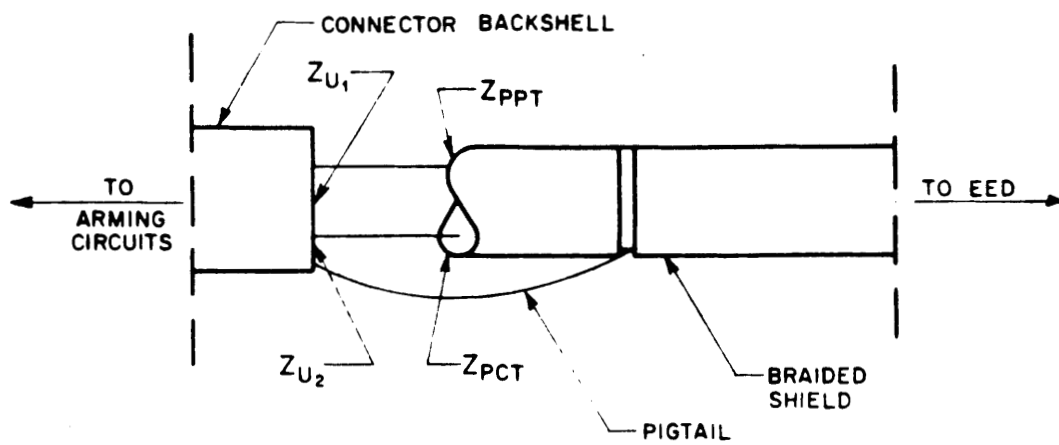 CONNECTOR BACKSHELL
ZU1
ZPPT
TO
ARMING
CIRCUITS
TO EED
ZU2
ZPCT
BRAIDED
SHIELD
PIGTAIL